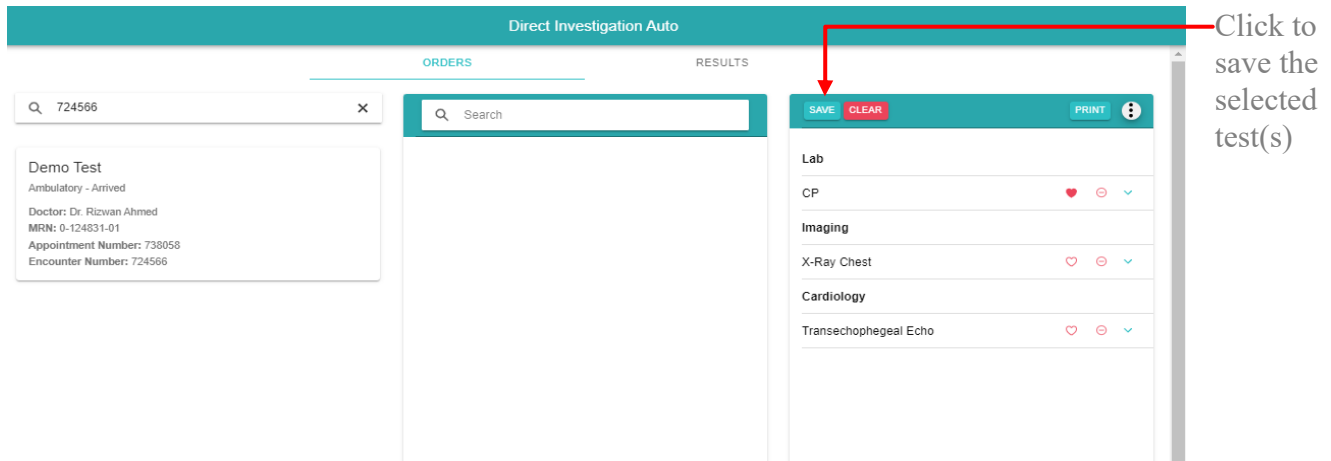 Direct Investigation Auto
Click to
save the
selected
test(s)
ORDERS
RESULTS
724566
Demo Test
Ambulatory - Arrived
Doctor: Dr. Rizwan Ahmed
MRN: 0-124831-01
Appointment Number: 738058
Encounter Number: 724566
Search
SAVE
CLEAR
PRINT
Lab
CP
Imaging
X-Ray Chest
Cardiology
Transechophegeal Echo